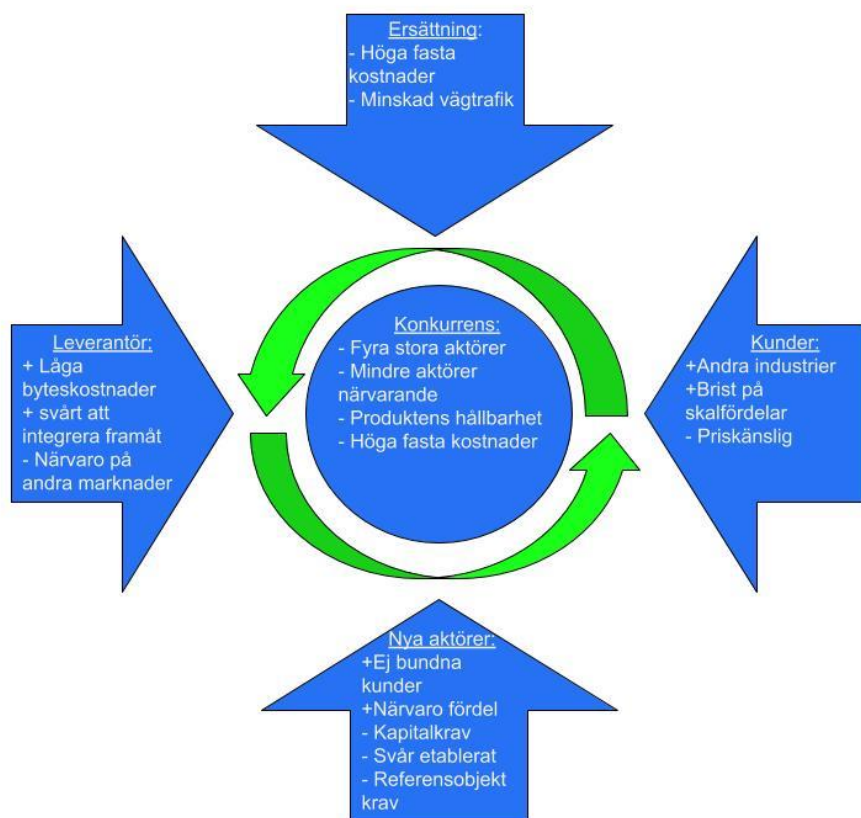 Ersättning:
- Höga fasta
kostnader
- Minskad vägtrafik
Leverantör:
+ Låga
byteskostnader
+ svårt att
integrera framåt
- Närvaro på
andra marknader
Konkurrens:
- Fyra stora aktörer
- Mindre aktörer
närvarande
- Produktens hållbarhet
- Höga fasta kostnader
Kunder:
+Andra industrier
+Brist på
skalfördelar
- Priskänslig
Nya aktörer:
+Ej bundna
kunder
+Närvaro fördel
- Kapitalkrav
- Svår etablerat
- Referensobjekt
krav